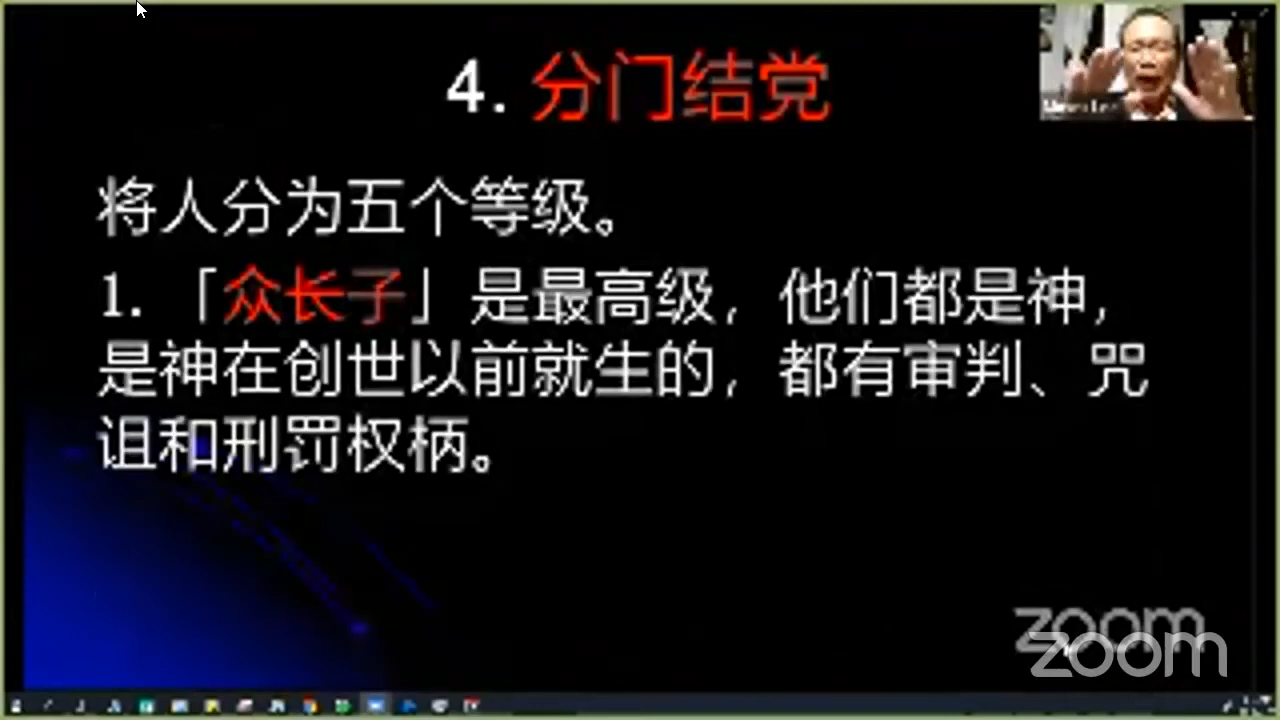 4. 分门结党
将人分为五个等级。
1. 「众长子」是最高级，他们都是神，
是神在创世以前就生的，都有审判、咒
诅和刑罚权柄。
zoom
zoom